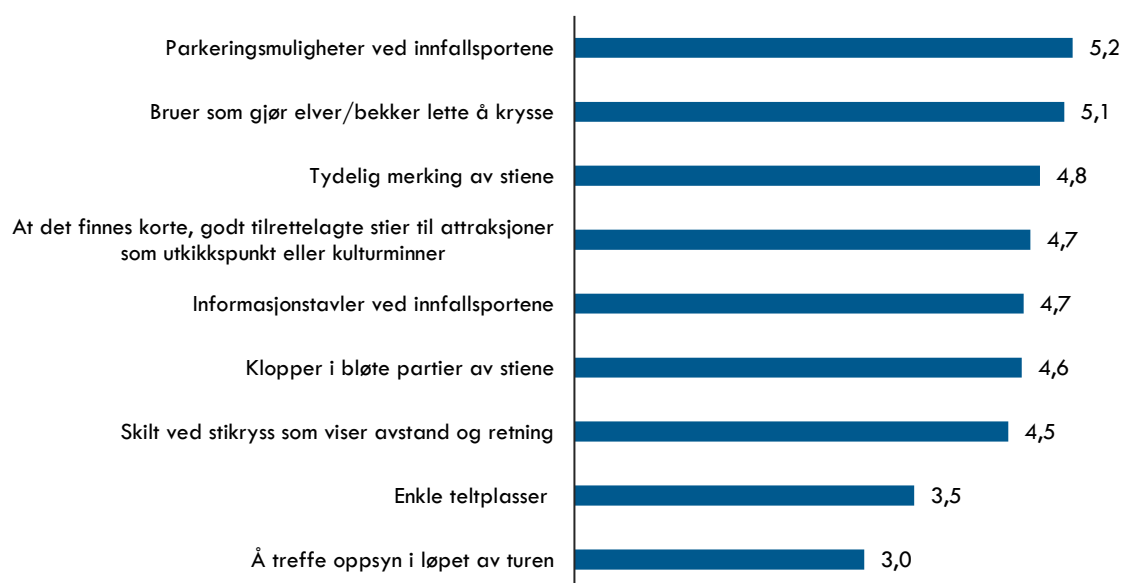 Parkeringsmuligheter ved innfallsportene 5,2
Bruer som gjør elver/bekker lette å krysse 5,1
Tydelig merking av stiene 4,8
At det finnes korte, godt tilrettelagte stier til attraksjoner
som utkikkspunkt eller kulturminner 4,7
Informasjonstavler ved innfallsportene 4,7
Klopper i bløte partier av stiene 4,6
Skilt ved stikryss som viser avstand og retning 4,5
Enkle teltplasser 3,5
Å treffe oppsyn i løpet av turen 3,0